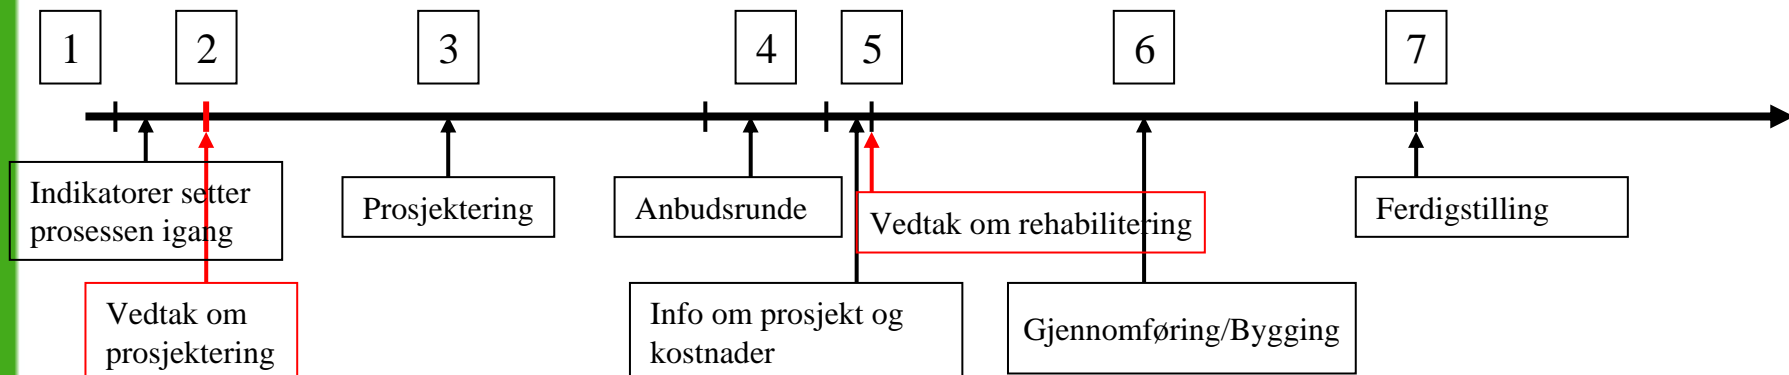 1
2
3
4
5
6
7
Indikatorer setter
prosessen igang
Prosjektering
Anbudsrunde
Vedtak om rehabilitering
Ferdigstilling
Vedtak om
prosjektering
Info om prosjekt og
kostnader
Gjennomføring/Bygging